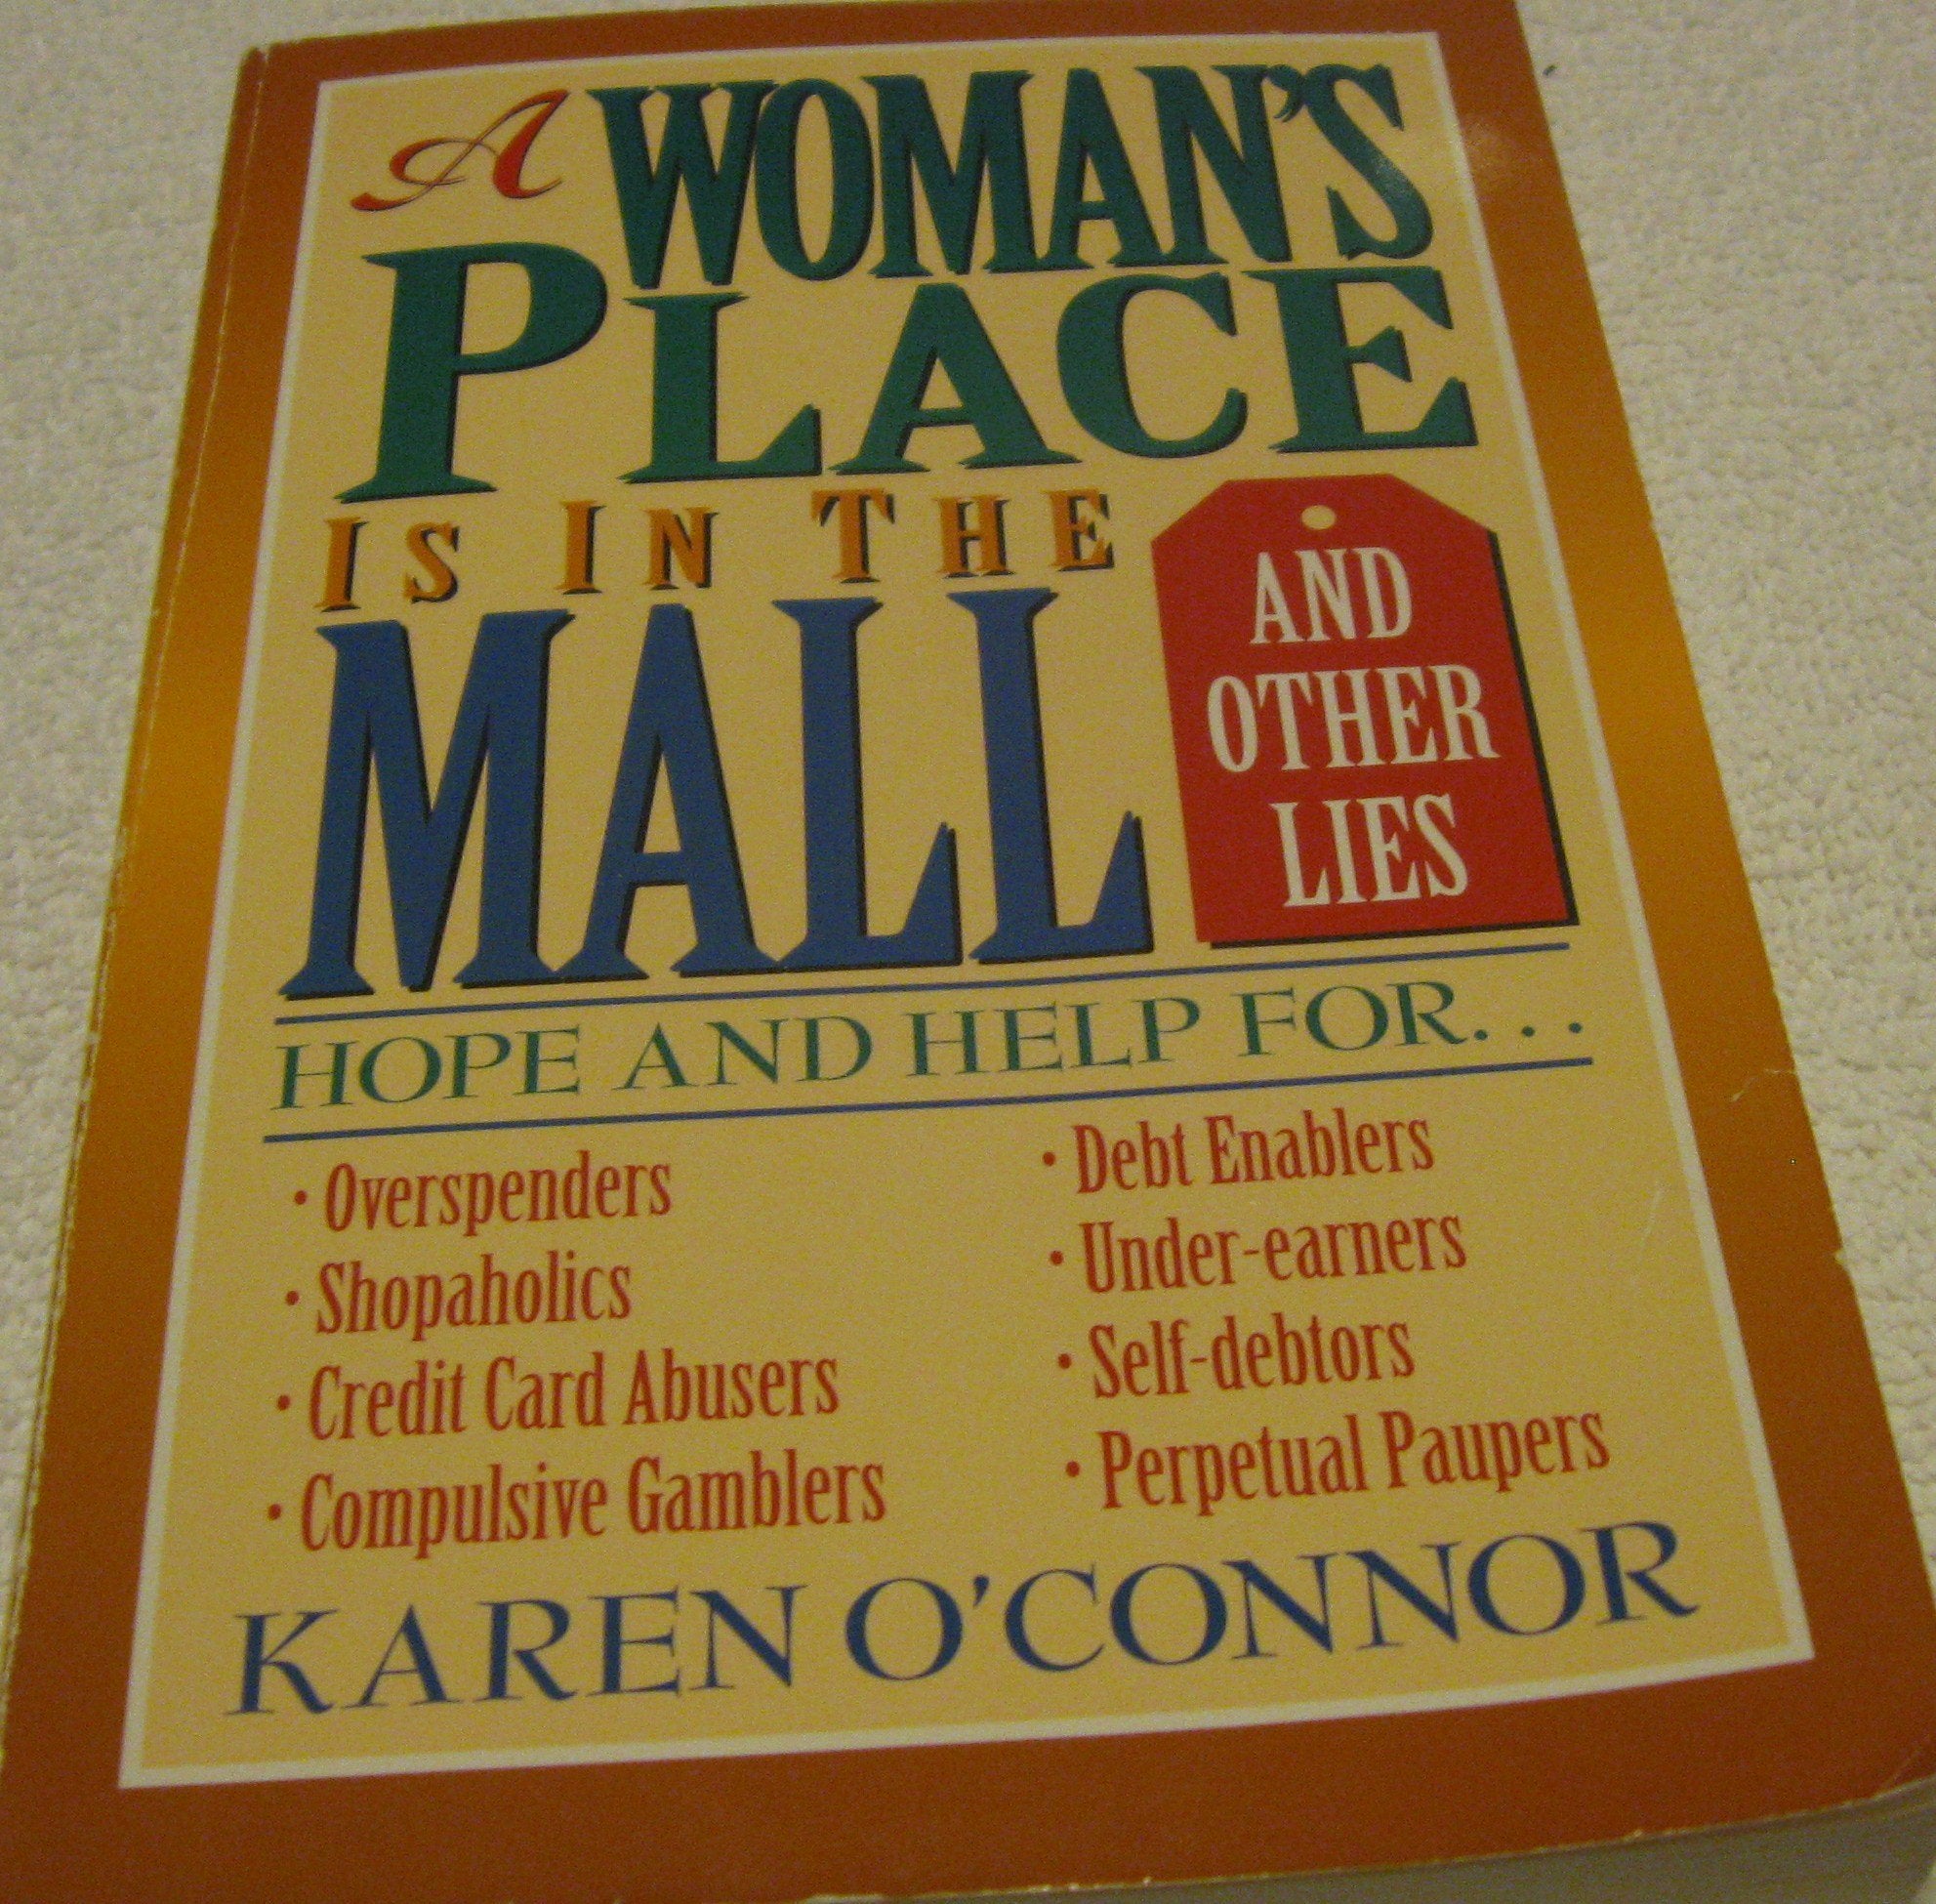 A WOMAN'S
PLACE
IS IN THE
MALL
AND
OTHER
LIES
HOPE AND HELP FOR...
• Overspenders
• Shopaholics
• Credit Card Abusers
• Compulsive Gamblers
• Debt Enablers
• Under-earners
• Self-debtors
• Perpetual Paupers
KAREN O'CONNOR